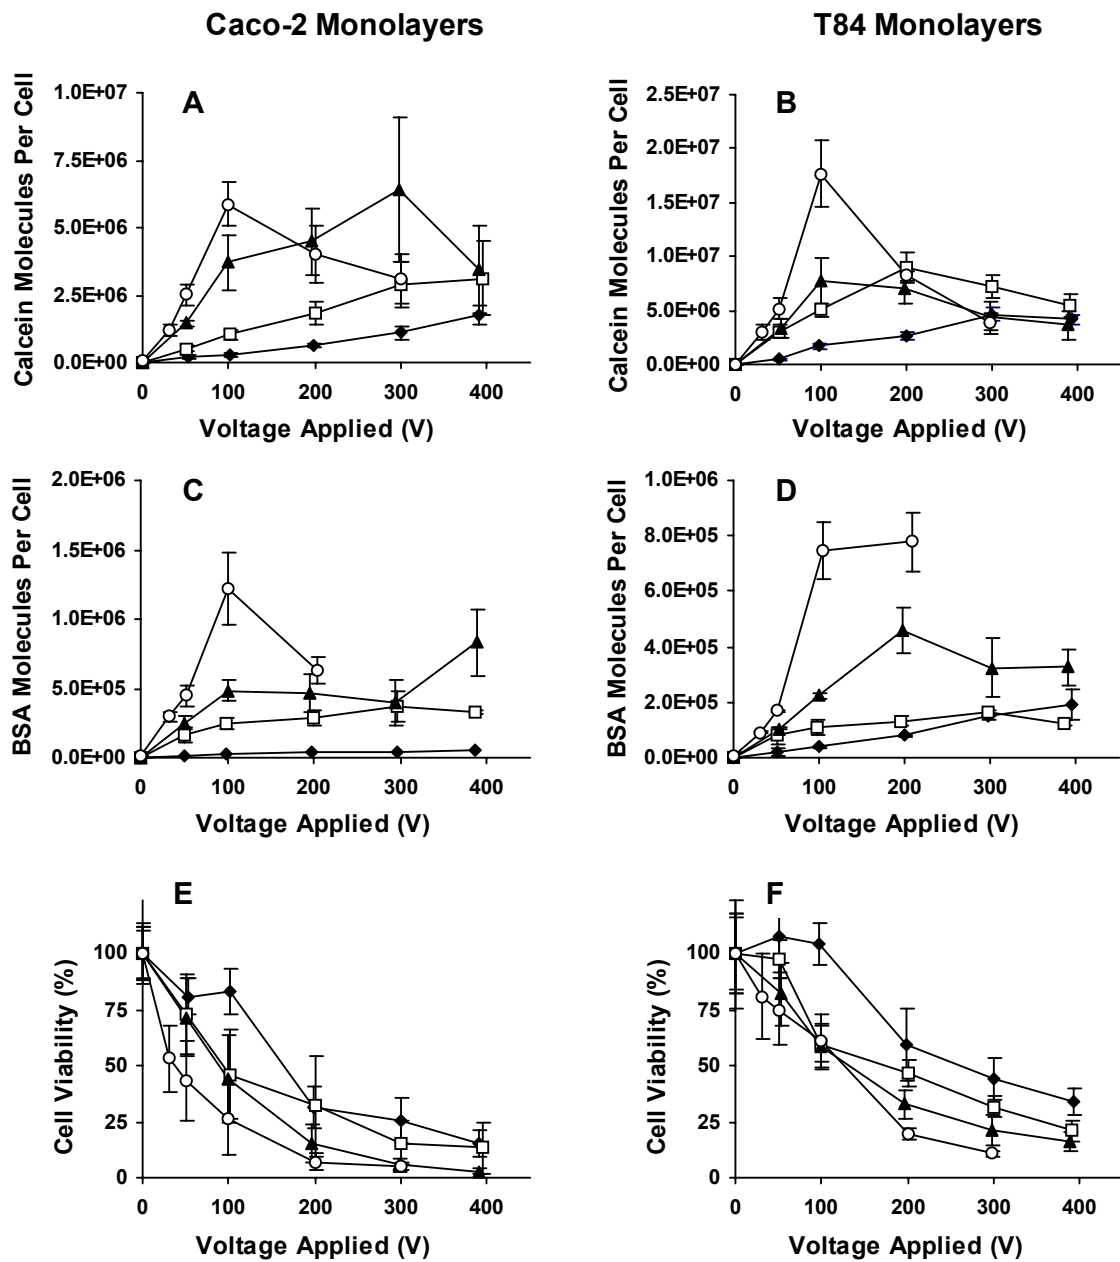 Caco-2 Monolayers
T84 Monolayers
A
Calcein Molecules Per Cell
1.0E+07
7.5E+06
5.0E+06
2.5E+06
0.0E+00
0 100 200 300 400
Voltage Applied (V)
B
Calcein Molecules Per Cell
2.5E+07
2.0E+07
1.5E+07
1.0E+07
5.0E+06
0.0E+00
0 100 200 300 400
Voltage Applied (V)
C
BSA Molecules Per Cell
2.0E+06
1.5E+06
1.0E+06
5.0E+05
0.0E+00
0 100 200 300 400
Voltage Applied (V)
D
BSA Molecules Per Cell
1.0E+06
8.0E+05
6.0E+05
4.0E+05
2.0E+05
0.0E+00
0 100 200 300 400
Voltage Applied (V)
E
Cell Viability (%)
100
75
50
25
0
0 100 200 300 400
Voltage Applied (V)
F
Cell Viability (%)
100
75
50
25
0
0 100 200 300 400
Voltage Applied (V)